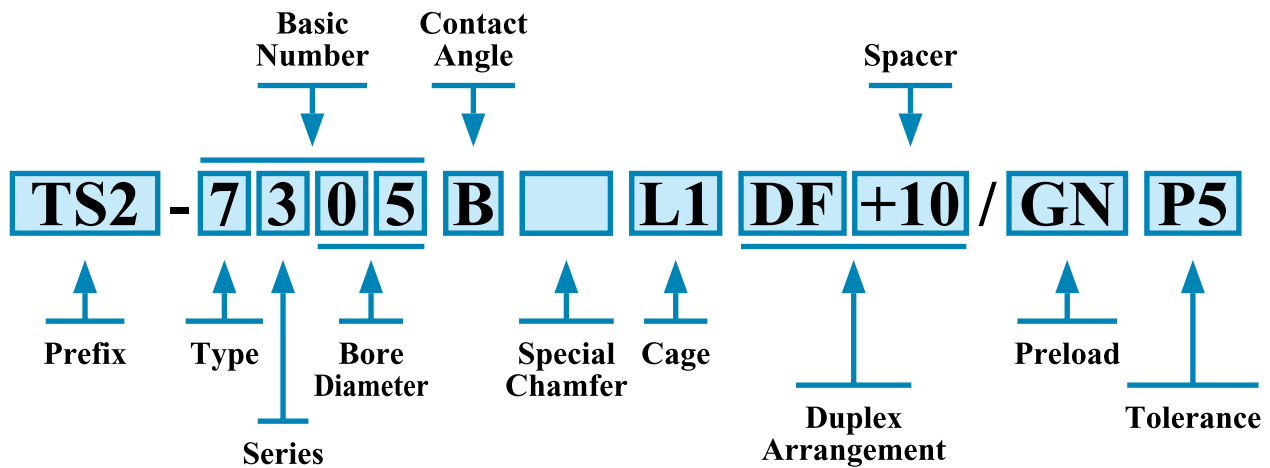 Basic
Number
Contact
Angle
Spacer
TS2 - 7 3 0 5 B L1 DF +10 / GN P5
Prefix
Type
Series
Bore
Diameter
Special
Chamfer
Cage
Duplex
Arrangement
Preload
Tolerance